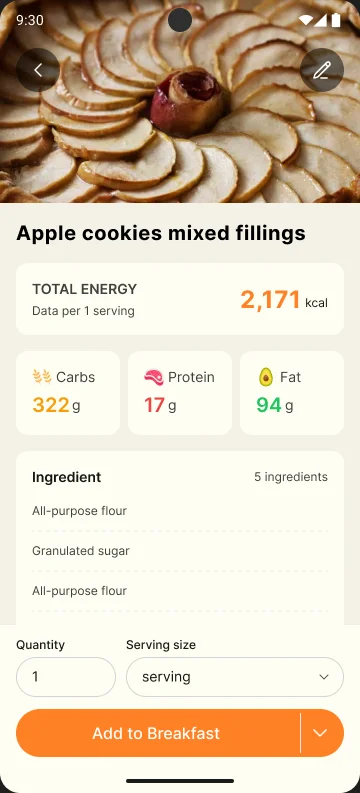 9:30
Apple cookies mixed fillings
TOTAL ENERGY
Data per 1 serving
2,171 kcal
Carbs
322 g
Protein
17 g
Fat
94 g
Ingredient
5 ingredients
All-purpose flour
Granulated sugar
All-purpose flour
Quantity
Serving size
1
serving
Add to Breakfast